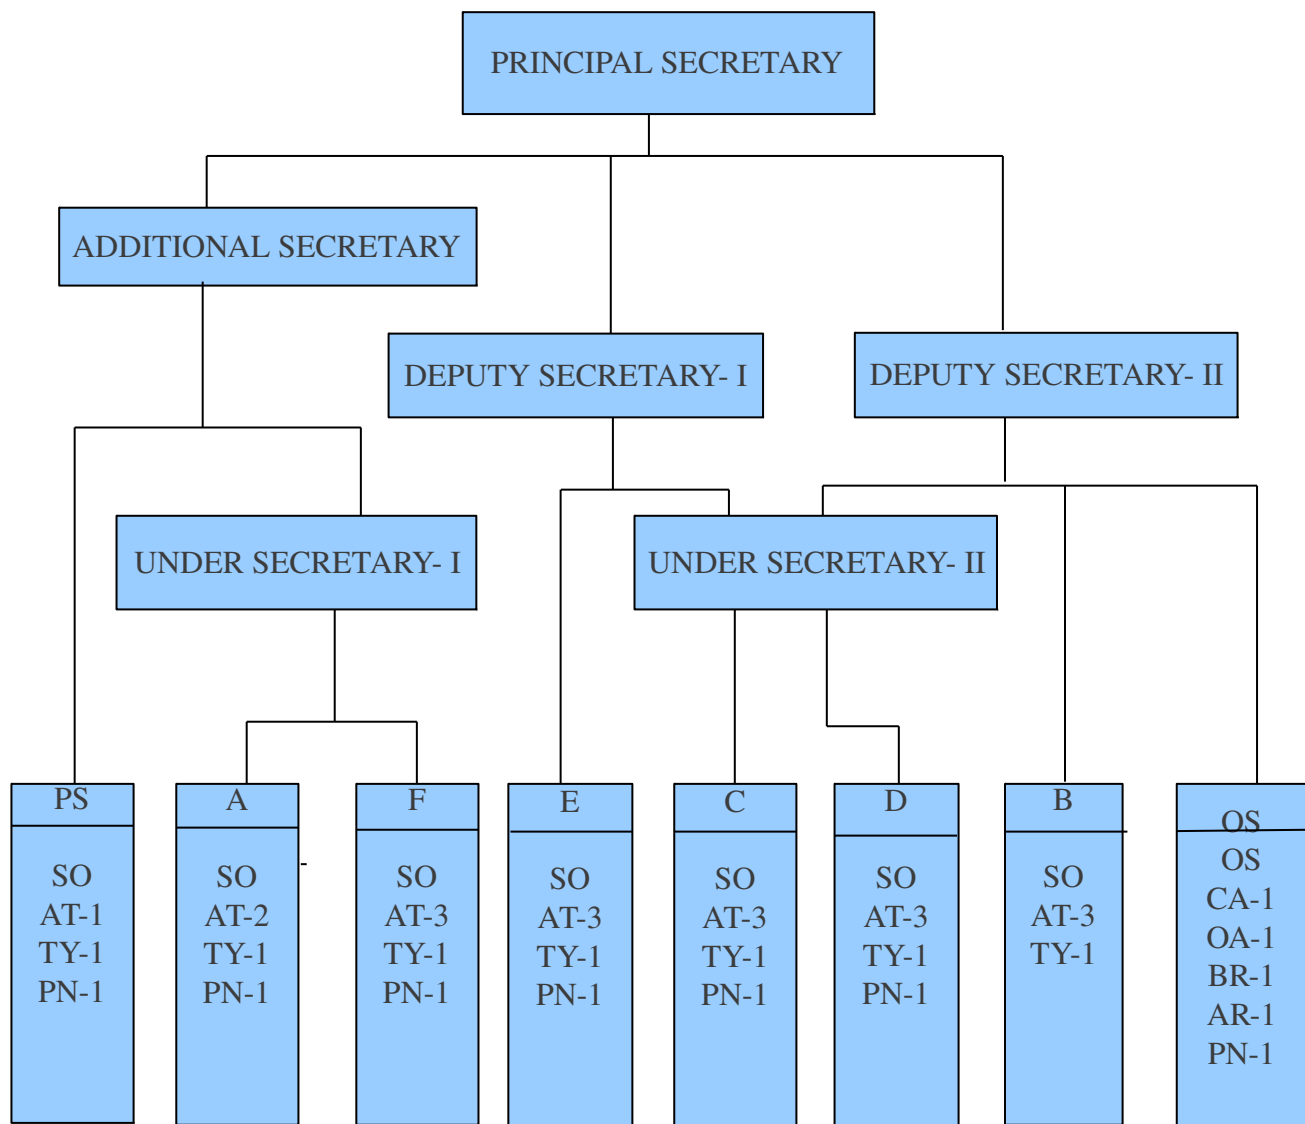 PRINCIPAL SECRETARY
ADDITIONAL SECRETARY
DEPUTY SECRETARY- I
DEPUTY SECRETARY- II
UNDER SECRETARY- I
UNDER SECRETARY- II
PS
SO
AT-1
TY-1
PN-1
A
SO
AT-2
TY-1
PN-1
F
SO
AT-3
TY-1
PN-1
E
SO
AT-3
TY-1
PN-1
C
SO
AT-3
TY-1
PN-1
D
SO
AT-3
TY-1
PN-1
B
SO
AT-3
TY-1
OS
OS
CA-1
OA-1
BR-1
AR-1
PN-1